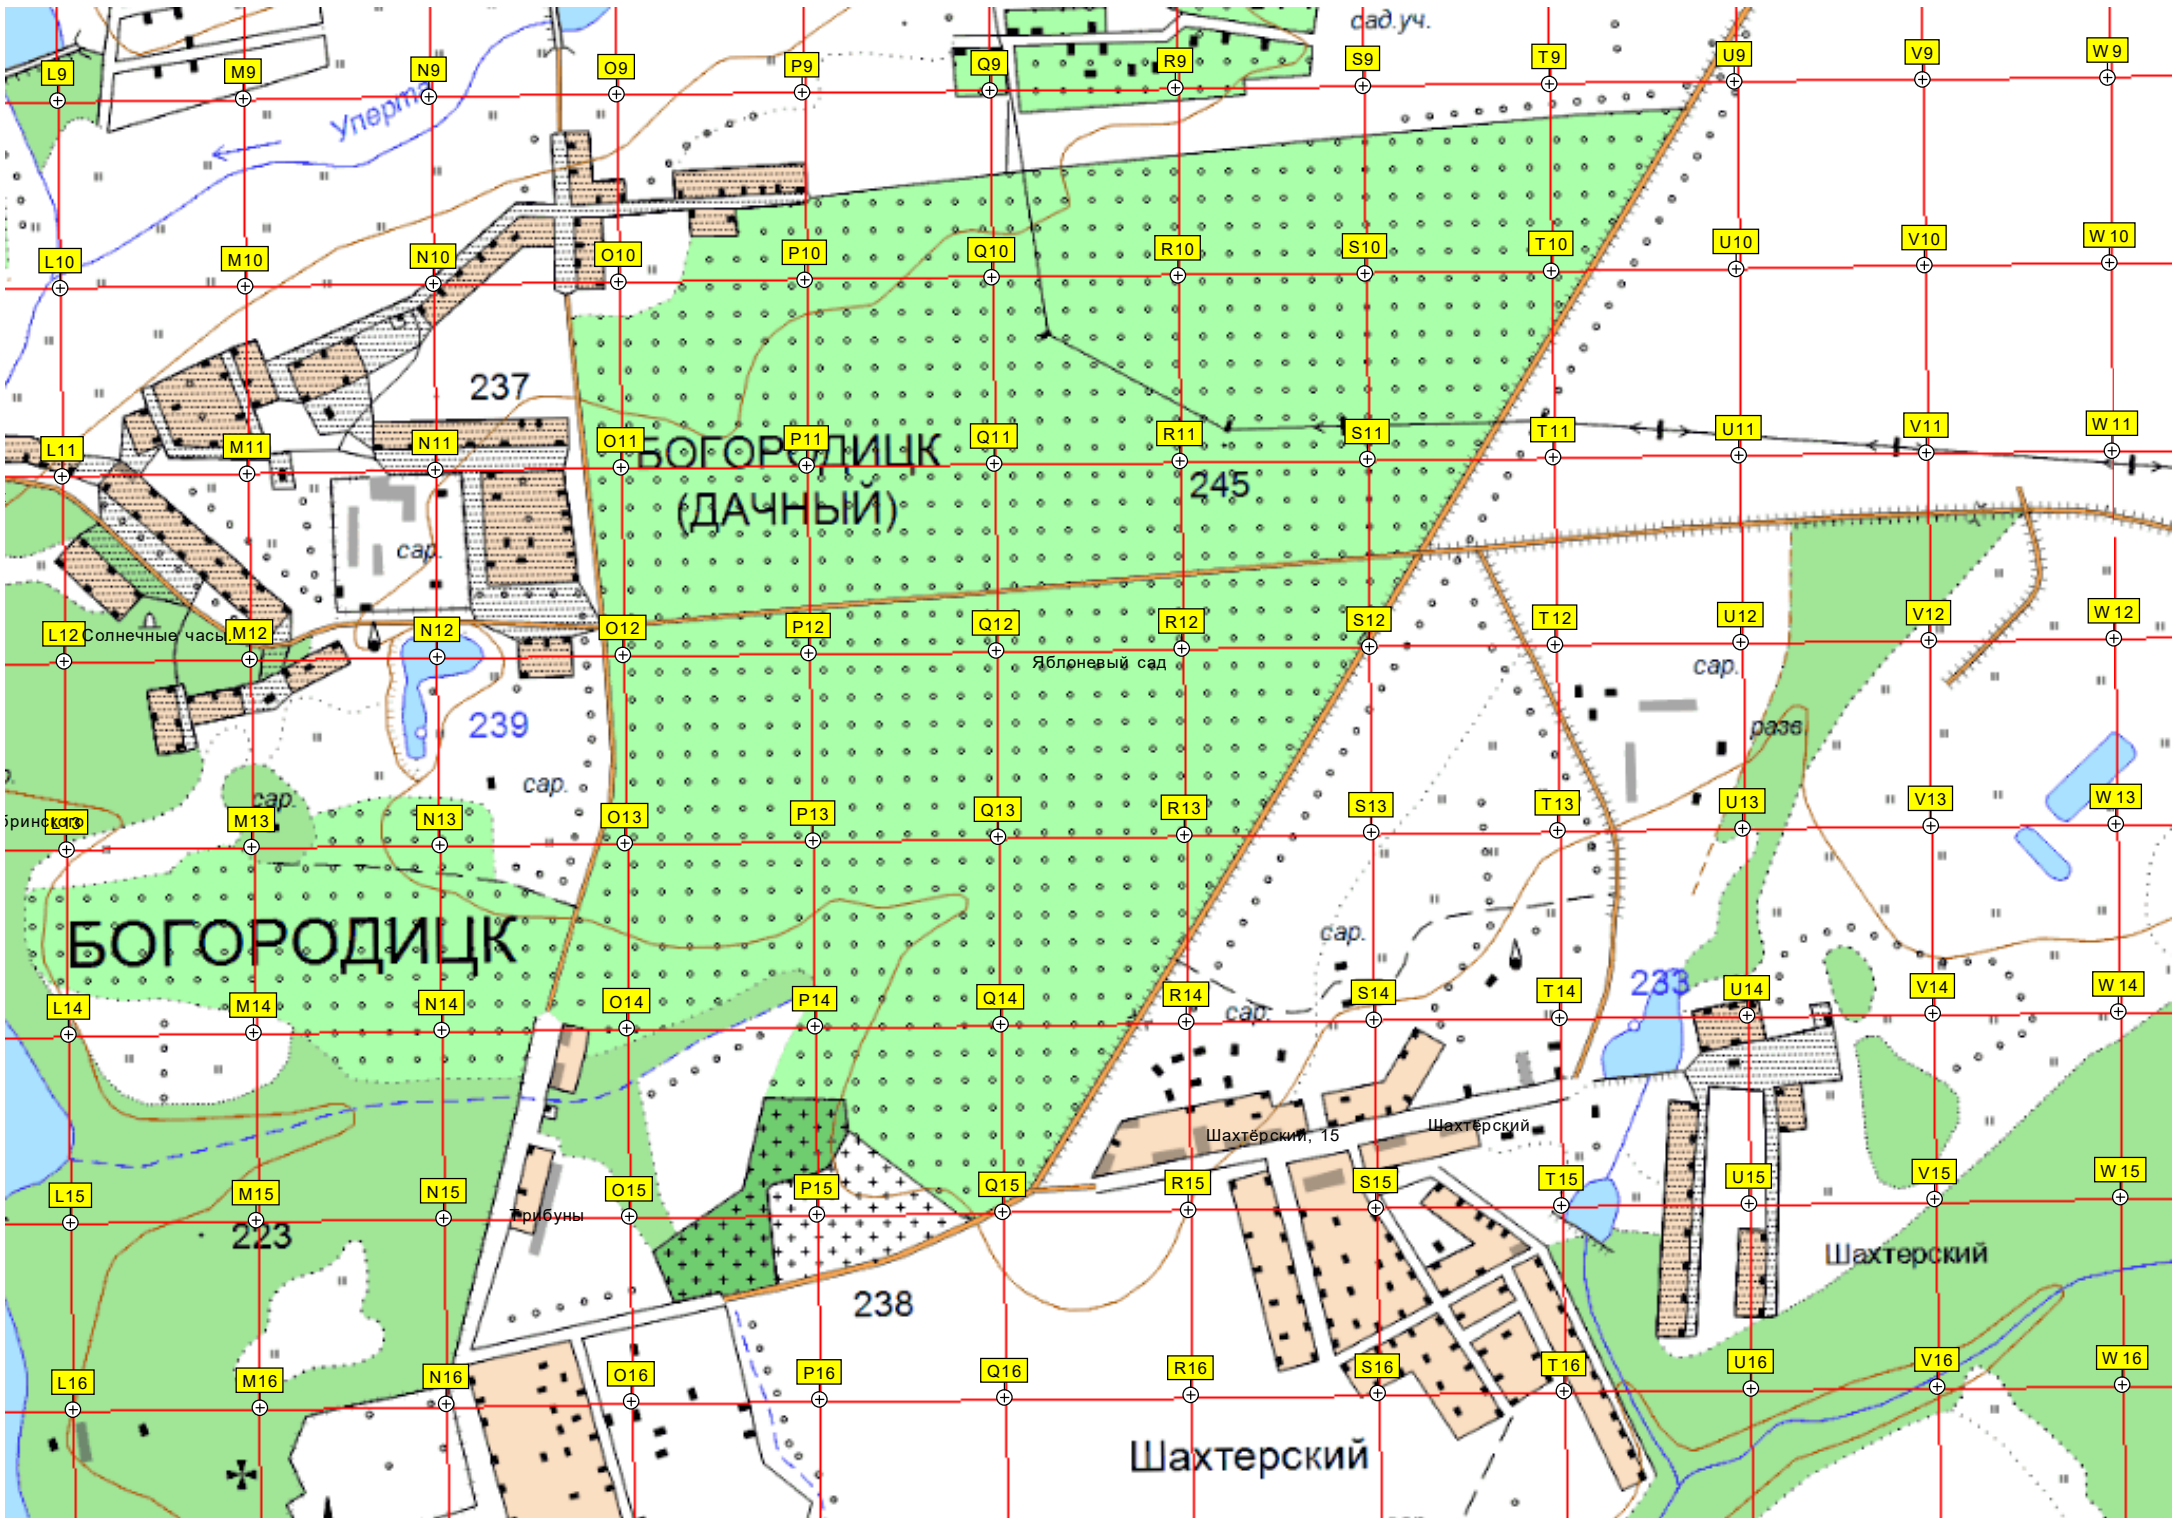 сад.уч.
L9 M9 N9 O9 P9 Q9 R9 S9 T9 U9 V9 W9
Уперта
L10 M10 N10 O10 P10 Q10 R10 S10 T10 U10 V10 W10
237
L11 M11 N11 O11 P11 Q11 R11 S11 T11 U11 V11 W11
БОГОРОДИЦК
(ДАЧНЫЙ)
245
сар.
L12 M12 N12 O12 P12 Q12 R12 S12 T12 U12 V12 W12
Солнечные часы
Яблоневый сад
сар.
239
разв
сар.
сар.
L13 M13 N13 O13 P13 Q13 R13 S13 T13 U13 V13 W13
бринского
БОГОРОДИЦК
сар.
233
L14 M14 N14 O14 P14 Q14 R14 S14 T14 U14 V14 W14
сар.
Шахтёрский, 15
Шахтерский
L15 M15 N15 O15 P15 Q15 R15 S15 T15 U15 V15 W15
Трибуны
223
Шахтерский
238
L16 M16 N16 O16 P16 Q16 R16 S16 T16 U16 V16 W16
Шахтерский